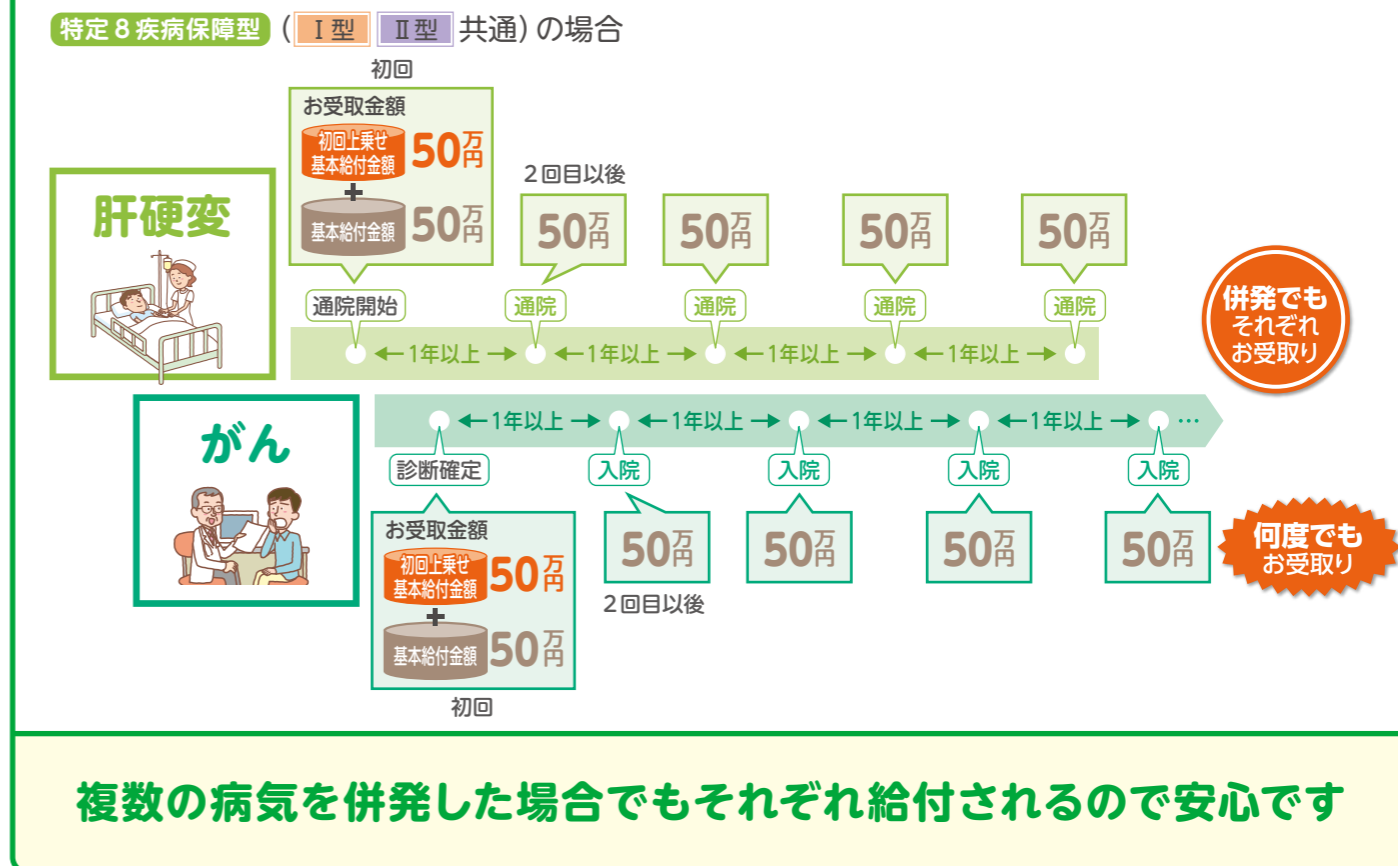 特定8疾病保障型 (Ⅰ型 Ⅱ型 共通) の場合
初回
お受取金額
初回上乗せ
基本給付金額
50万円
+
基本給付金額 50万円
2回目以後
50万円 50万円 50万円 50万円
肝硬変
通院開始 通院 通院 通院 通院
←1年以上→ ←1年以上→ ←1年以上→ ←1年以上→
併発でも
それぞれ
お受取り
がん
←1年以上→ ←1年以上→ ←1年以上→ ←1年以上→ …
診断確定 入院 入院 入院 入院
お受取金額
初回上乗せ
基本給付金額
50万円
+
基本給付金額 50万円
初回
50万円 50万円 50万円 50万円
2回目以後
何度でも
お受取り
複数の病気を併発した場合でもそれぞれ給付されるので安心です